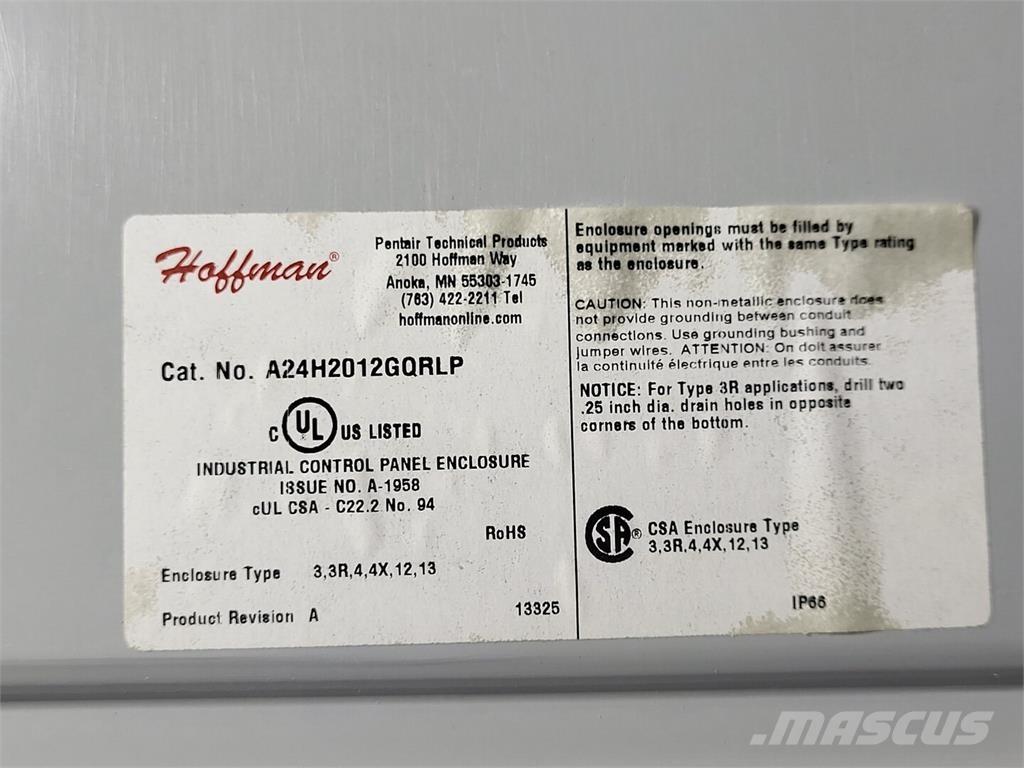 Hoffman®
Pentair Technical Products
2100 Hoffman Way
Anoka, MN 55303-1745
(763) 422-2211 Tel
hoffmanonline.com
Cat. No. A24H2012GQRLP
c UL US LISTED
INDUSTRIAL CONTROL PANEL ENCLOSURE
ISSUE NO. A-1958
cUL CSA - C22.2 No. 94
RoHS
Enclosure Type 3,3R,4,4X,12,13
Product Revision A 13325
Enclosure openings must be filled by
equipment marked with the same Type rating
as the enclosure.
CAUTION: This non-metallic enclosure does
not provide grounding between conduit
connections. Use grounding bushing and
jumper wires. ATTENTION: On doit assurer
la continuité électrique entre les conduits.
NOTICE: For Type 3R applications, drill two
.25 inch dia. drain holes in opposite
corners of the bottom.
SA® CSA Enclosure Type
3,3R,4,4X,12,13
IP66
.MASCUS